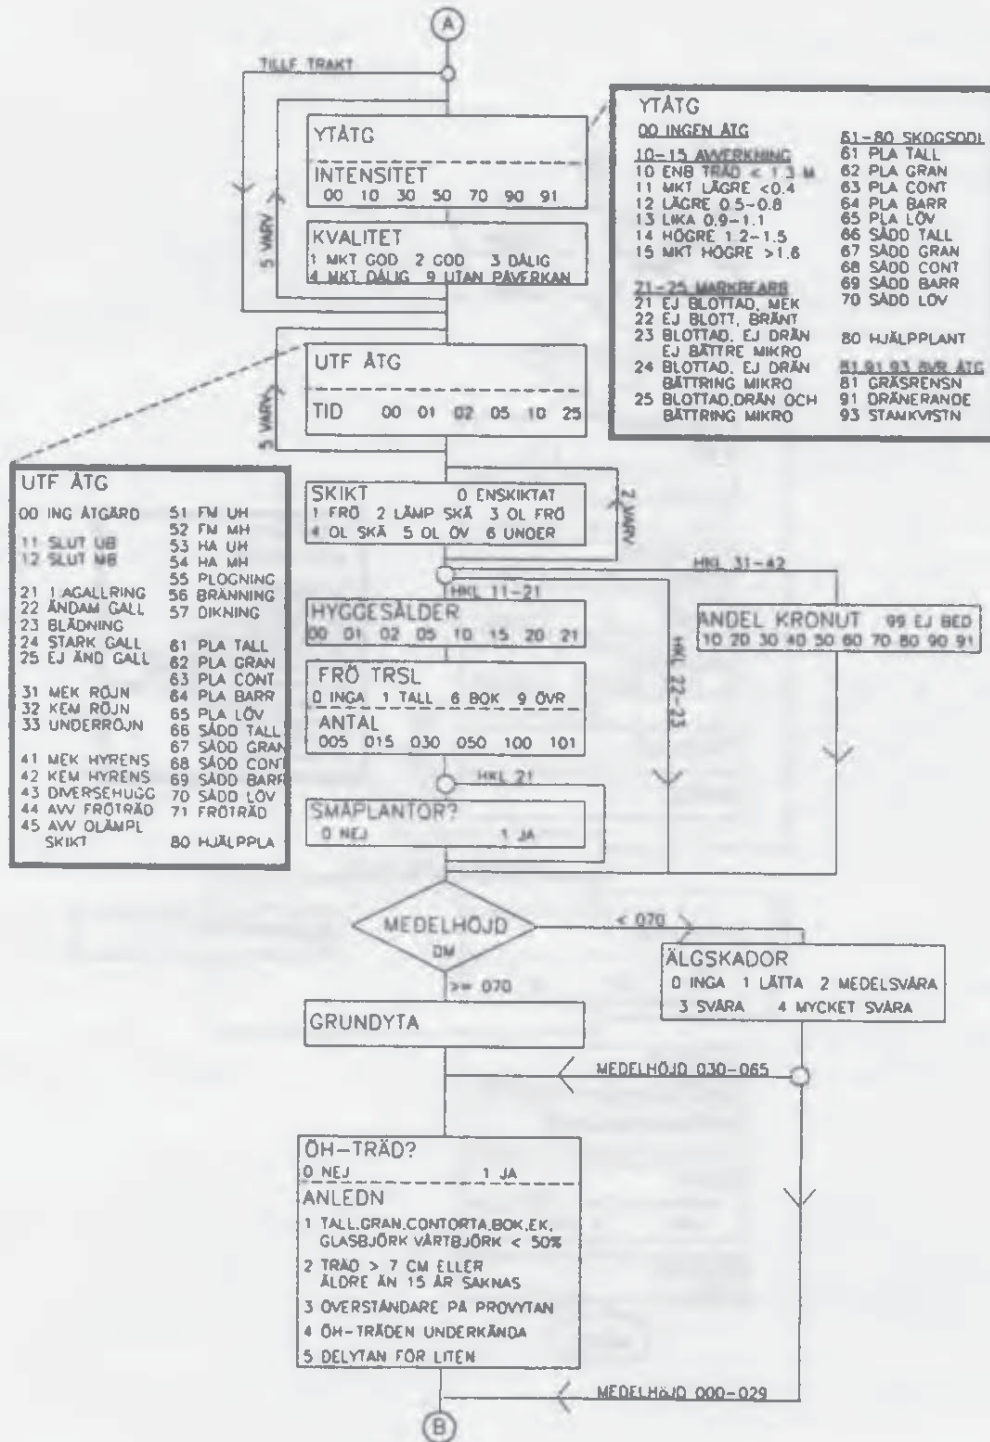 A
TILLF TRAKT
5 VARV
YTÅTG
INTENSITET
00 10 30 50 70 90 91
KVALITET
1 MKT GOD 2 GOD 3 DÅLIG
4 MKT DÅLIG 9 UTAN PÅVERKAN
YTÅTG
00 INGEN ÅTG
10-15 AVVERKNING
10 ENB TRÄD < 1.3 M
11 MKT LÄGRE <0.4
12 LÄGRE 0.5-0.8
13 LIKA 0.9-1.1
14 HÖGRE 1.2-1.5
15 MKT HÖGRE >1.6
21-25 MARKBEARB
21 EJ BLOTTAD, MEK
22 EJ BLOTT, BRÄNT
23 BLOTTAD, EJ DRÄN
EJ BÄTTRE MIKRO
24 BLOTTAD, EJ DRÄN
BÄTTRING MIKRO
25 BLOTTAD,DRÄN OCH
BÄTTRING MIKRO
61-80 SKOGSODL
61 PLA TALL
62 PLA GRAN
63 PLA CONT
64 PLA BARR
65 PLA LÖV
66 SÅDD TALL
67 SÅDD GRAN
68 SÅDD CONT
69 SÅDD BARR
70 SÅDD LÖV
80 HJÄLPPLANT
81,91,93 ÖVR ÅTG
81 GRÄSRENSN
91 DRÄNERANDE
93 STAMKVISTN
5 VARV
UTF ÅTG
TID 00 01 02 05 10 25
UTF ÅTG
00 ING ÅTGÄRD
11 SLUT UB
12 SLUT MB
21 1 AGALLRING
22 ÄNDAM GALL
23 BLÄDNING
24 STARK GALL
25 EJ ÄND GALL
31 MEK RÖJN
32 KEM RÖJN
33 UNDERRÖJN
41 MEK HYRENS
42 KEM HYRENS
43 DIVERSEHUGG
44 AVV FRÖTRÄD
45 AVV OLÄMPL
SKIKT
51 FM UH
52 FM MH
53 HA UH
54 HA MH
55 PLOGNING
56 BRÄNNING
57 DIKNING
61 PLA TALL
62 PLA GRAN
63 PLA CONT
64 PLA BARR
65 PLA LÖV
66 SÅDD TALL
67 SÅDD GRAN
68 SÅDD CONT
69 SÅDD BARR
70 SÅDD LÖV
71 FRÖTRÄD
80 HJÄLPPLA
SKIKT 0 ENSKIKTAT
1 FRÖ 2 LÄMP SKÄ 3 OL FRÖ
4 OL SKÄ 5 OL ÖV 6 UNDER
2 VARV
HKL 31-42
HKL 11-21
HKL 22-23
HYGGESÅLDER
00 01 02 05 10 15 20 21
FRÖ TRSL
0 INGA 1 TALL 6 BOK 9 ÖVR
ANTAL
005 015 030 050 100 101
ANDEL KRONUT 99 EJ BED
10 20 30 40 50 60 70 80 90 91
HKL 21
SMÅPLANTOR?
0 NEJ 1 JA
MEDELHÖJD
DM
< 070
>= 070
ÄLGSKADOR
0 INGA 1 LÄTTA 2 MEDELSVÅRA
3 SVÅRA 4 MYCKET SVÅRA
GRUNDYTA
MEDELHÖJD 030-065
ÖH-TRÄD?
0 NEJ 1 JA
ANLEDN
1 TALL,GRAN,CONTORTA,BOK,EK,
GLASBJÖRK VÅRTBJÖRK < 50%
2 TRÄD > 7 CM ELLER
ÄLDRE ÄN 15 ÅR SAKNAS
3 ÖVERSTÅNDARE PÅ PROVYTAN
4 ÖH-TRÄDEN UNDERKÄNDA
5 DELYTAN FÖR LITEN
MEDELHÖJD 000-029
B